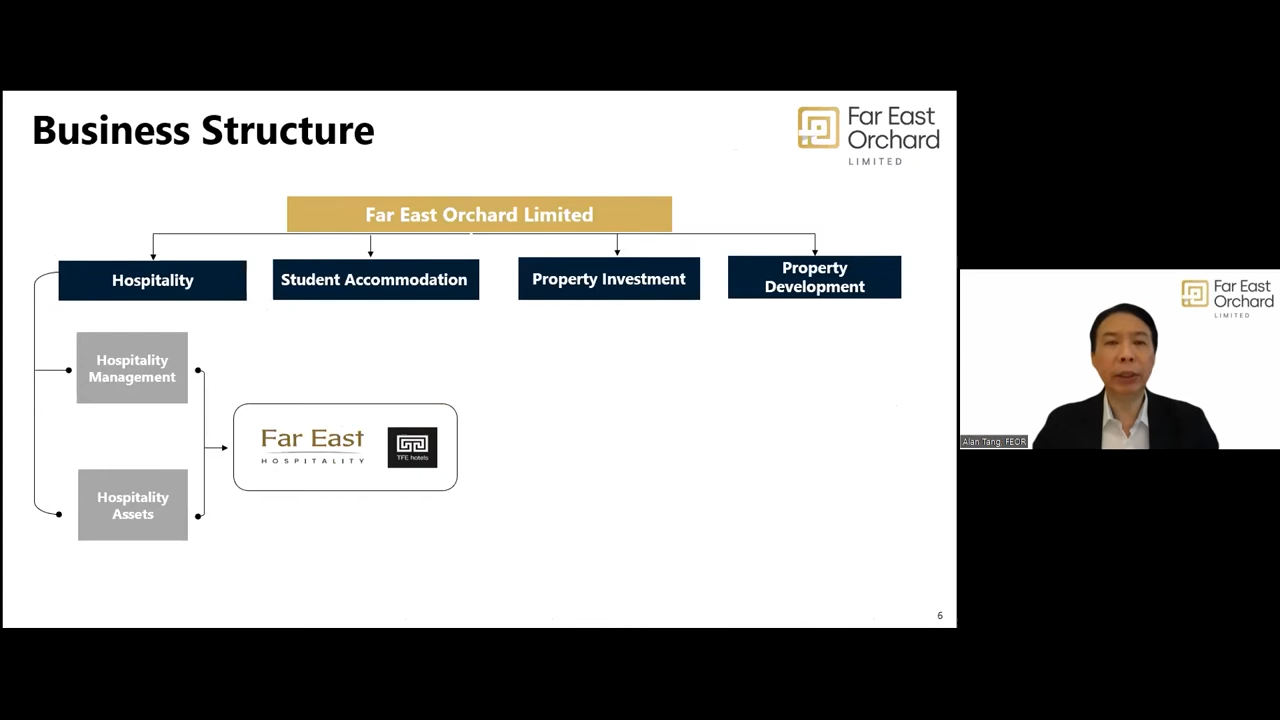 Business Structure
Far East
Orchard
LIMITED
Far East Orchard Limited
Hospitality
Student Accommodation
Property Investment
Property
Development
Hospitality
Management
Far East
HOSPITALITY
TFE hotels
Hospitality
Assets
6
Far East
Orchard
LIMITED
Alan Tang, FEOR